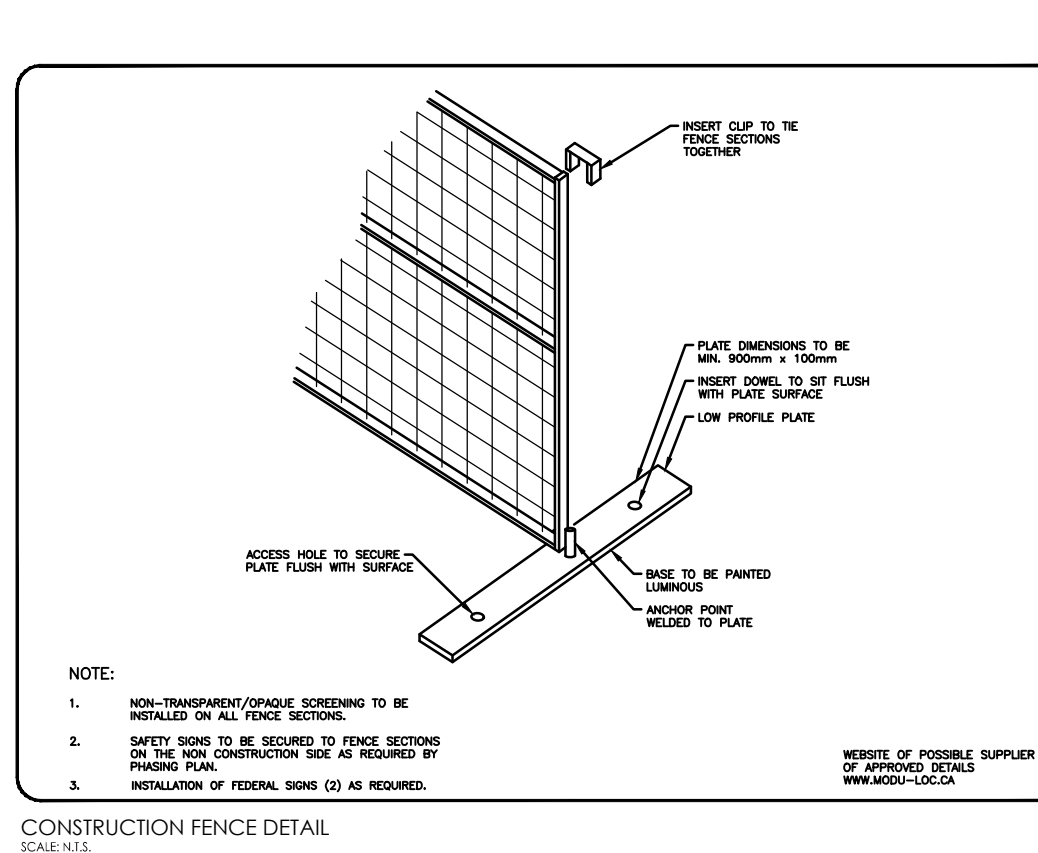 INSERT CLIP TO TIE
FENCE SECTIONS
TOGETHER
PLATE DIMENSIONS TO BE
MIN. 900mm x 100mm
INSERT DOWEL TO SIT FLUSH
WITH PLATE SURFACE
LOW PROFILE PLATE
ACCESS HOLE TO SECURE
PLATE FLUSH WITH SURFACE
BASE TO BE PAINTED
LUMINOUS
ANCHOR POINT
WELDED TO PLATE
NOTE:
1. NON-TRANSPARENT/OPAQUE SCREENING TO BE
INSTALLED ON ALL FENCE SECTIONS.
2. SAFETY SIGNS TO BE SECURED TO FENCE SECTIONS
ON THE NON CONSTRUCTION SIDE AS REQUIRED BY
PHASING PLAN.
3. INSTALLATION OF FEDERAL SIGNS (2) AS REQUIRED.
WEBSITE OF POSSIBLE SUPPLIER
OF APPROVED DETAILS
WWW.MODU-LOC.CA
CONSTRUCTION FENCE DETAIL
SCALE: N.T.S.